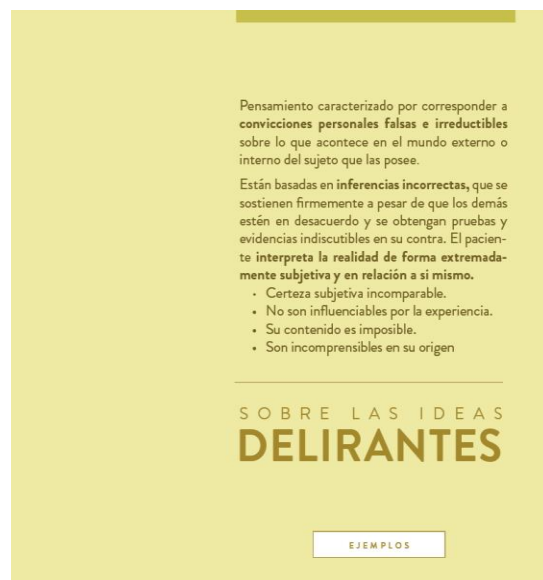 Pensamiento caracterizado por corresponder a
convicciones personales falsas e irreductibles
sobre lo que acontece en el mundo externo o
interno del sujeto que las posee.
Están basadas en inferencias incorrectas, que se
sostienen firmemente a pesar de que los demás
estén en desacuerdo y se obtengan pruebas y
evidencias indiscutibles en su contra. El pacien-
te interpreta la realidad de forma extremada-
mente subjetiva y en relación a si mismo.
• Certeza subjetiva incomparable.
• No son influenciables por la experiencia.
• Su contenido es imposible.
• Son incomprensibles en su origen
SOBRE LAS IDEAS
DELIRANTES
EJEMPLOS